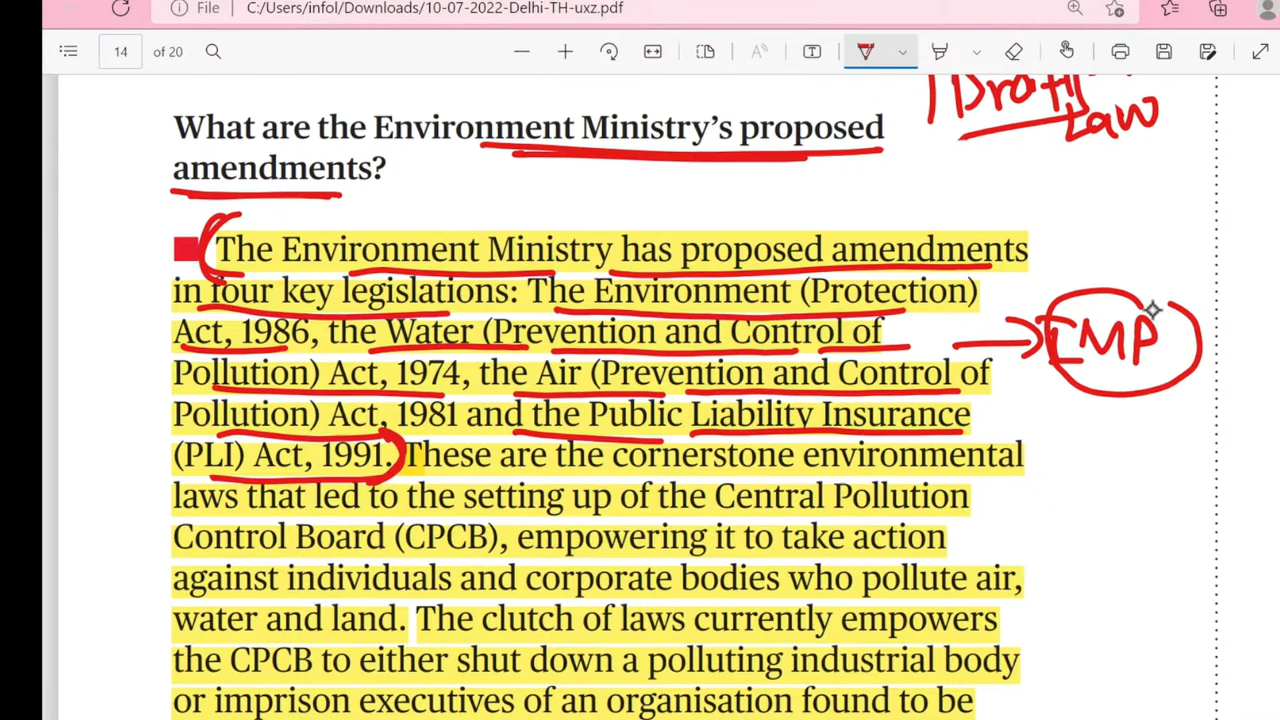 File C:/Users/infol/Downloads/10-07-2022-Delhi-TH-uxz.pdf
14 of 20
Draft
Law
What are the Environment Ministry's proposed
amendments?
The Environment Ministry has proposed amendments
in four key legislations: The Environment (Protection)
Act, 1986, the Water (Prevention and Control of
IMP
Pollution) Act, 1974, the Air (Prevention and Control of
Pollution) Act, 1981 and the Public Liability Insurance
(PLI) Act, 1991. These are the cornerstone environmental
laws that led to the setting up of the Central Pollution
Control Board (CPCB), empowering it to take action
against individuals and corporate bodies who pollute air,
water and land. The clutch of laws currently empowers
the CPCB to either shut down a polluting industrial body
or imprison executives of an organisation found to be